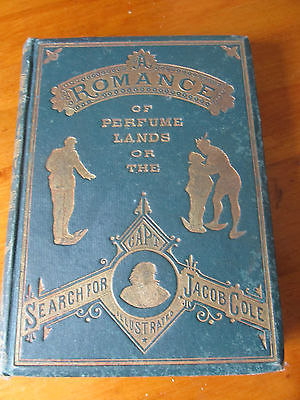 A
ROMANCE
OF
PERFUME
LANDS
OR
THE
SEARCH FOR
CAPT.
JACOB COLE
ILLUSTRATED